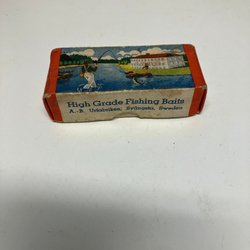 High Grade Fishing Baits
A.-B. Urfabriken, Svängsta, Sweden